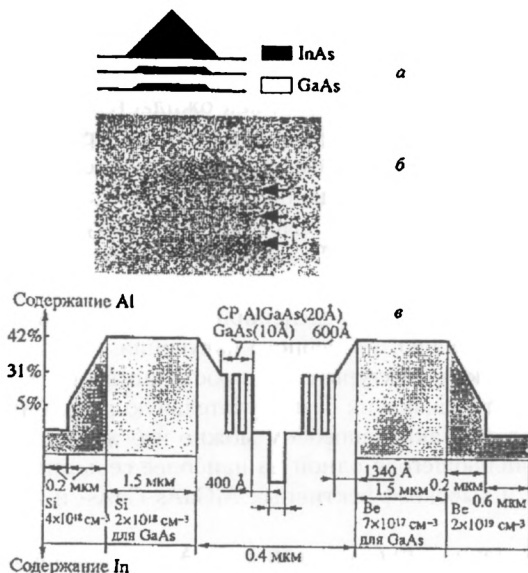 InAs
GaAs
а
б
в
Содержание Al
СР AlGaAs(20Å)
GaAs(10Å)
600Å
42%
31%
5%
0.2 мкм
1.5 мкм
400 Å
1340 Å
1.5 мкм
0.2 мкм
0.6 мкм
Si
4×10¹⁸ см⁻³
Si
2×10¹⁸ см⁻³
для GaAs
0.4 мкм
Be
7×10¹⁷ см⁻³
для GaAs
Be
2×10¹⁹ см⁻³
Содержание In